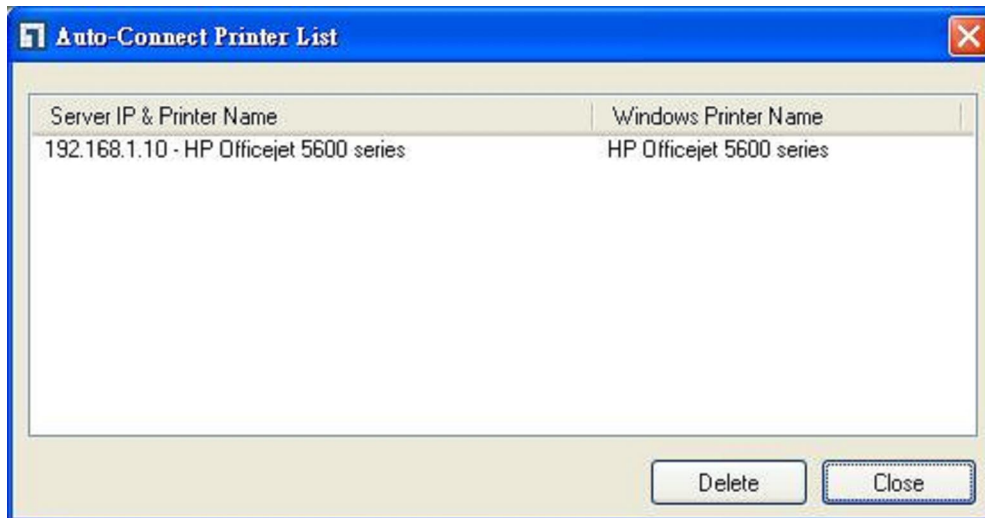 Auto-Connect Printer List
Server IP & Printer Name Windows Printer Name
192.168.1.10 - HP Officejet 5600 series HP Officejet 5600 series
Delete Close